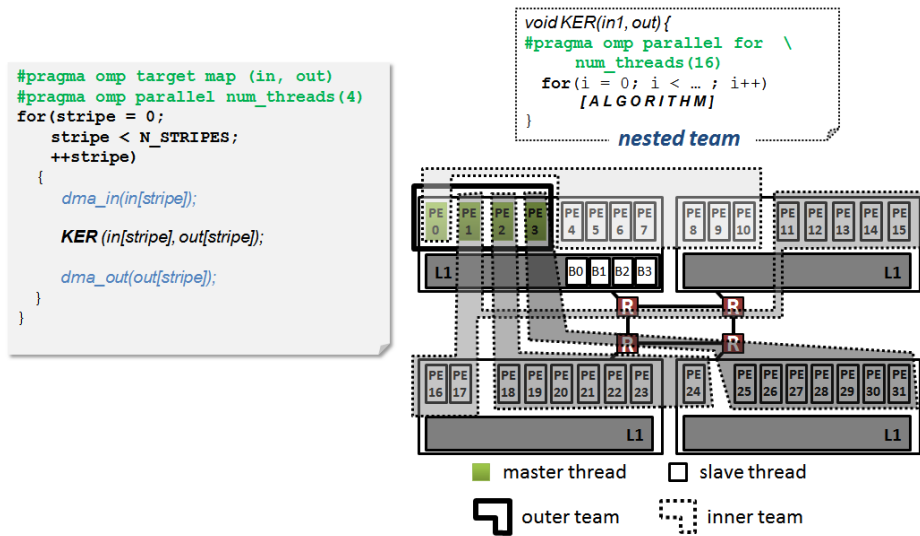 void KER(in1, out) {
#pragma omp parallel for \
num_threads(16)
for(i = 0; i < … ; i++)
[ALGORITHM]
}
nested team
#pragma omp target map (in, out)
#pragma omp parallel num_threads(4)
for(stripe = 0;
stripe < N_STRIPES;
++stripe)
{
dma_in(in[stripe]);
KER (in[stripe], out[stripe]);
dma_out(out[stripe]);
}
}
PE 0
PE 1
PE 2
PE 3
PE 4
PE 5
PE 6
PE 7
PE 8
PE 9
PE 10
PE 11
PE 12
PE 13
PE 14
PE 15
L1
B0
B1
B2
B3
L1
R
R
R
R
PE 16
PE 17
PE 18
PE 19
PE 20
PE 21
PE 22
PE 23
PE 24
PE 25
PE 26
PE 27
PE 28
PE 29
PE 30
PE 31
L1
L1
master thread
slave thread
outer team
inner team